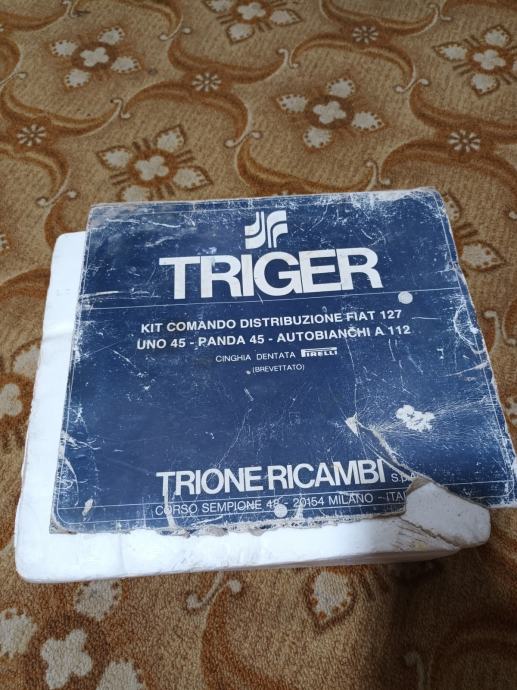 TRIGER
KIT COMANDO DISTRIBUZIONE FIAT 127
UNO 45 - PANDA 45 - AUTOBIANCHI A 112
CINGHIA DENTATA PIRELLI
(BREVETTATO)
TRIONE RICAMBI
CORSO SEMPIONE 48 - 20154 MILANO -